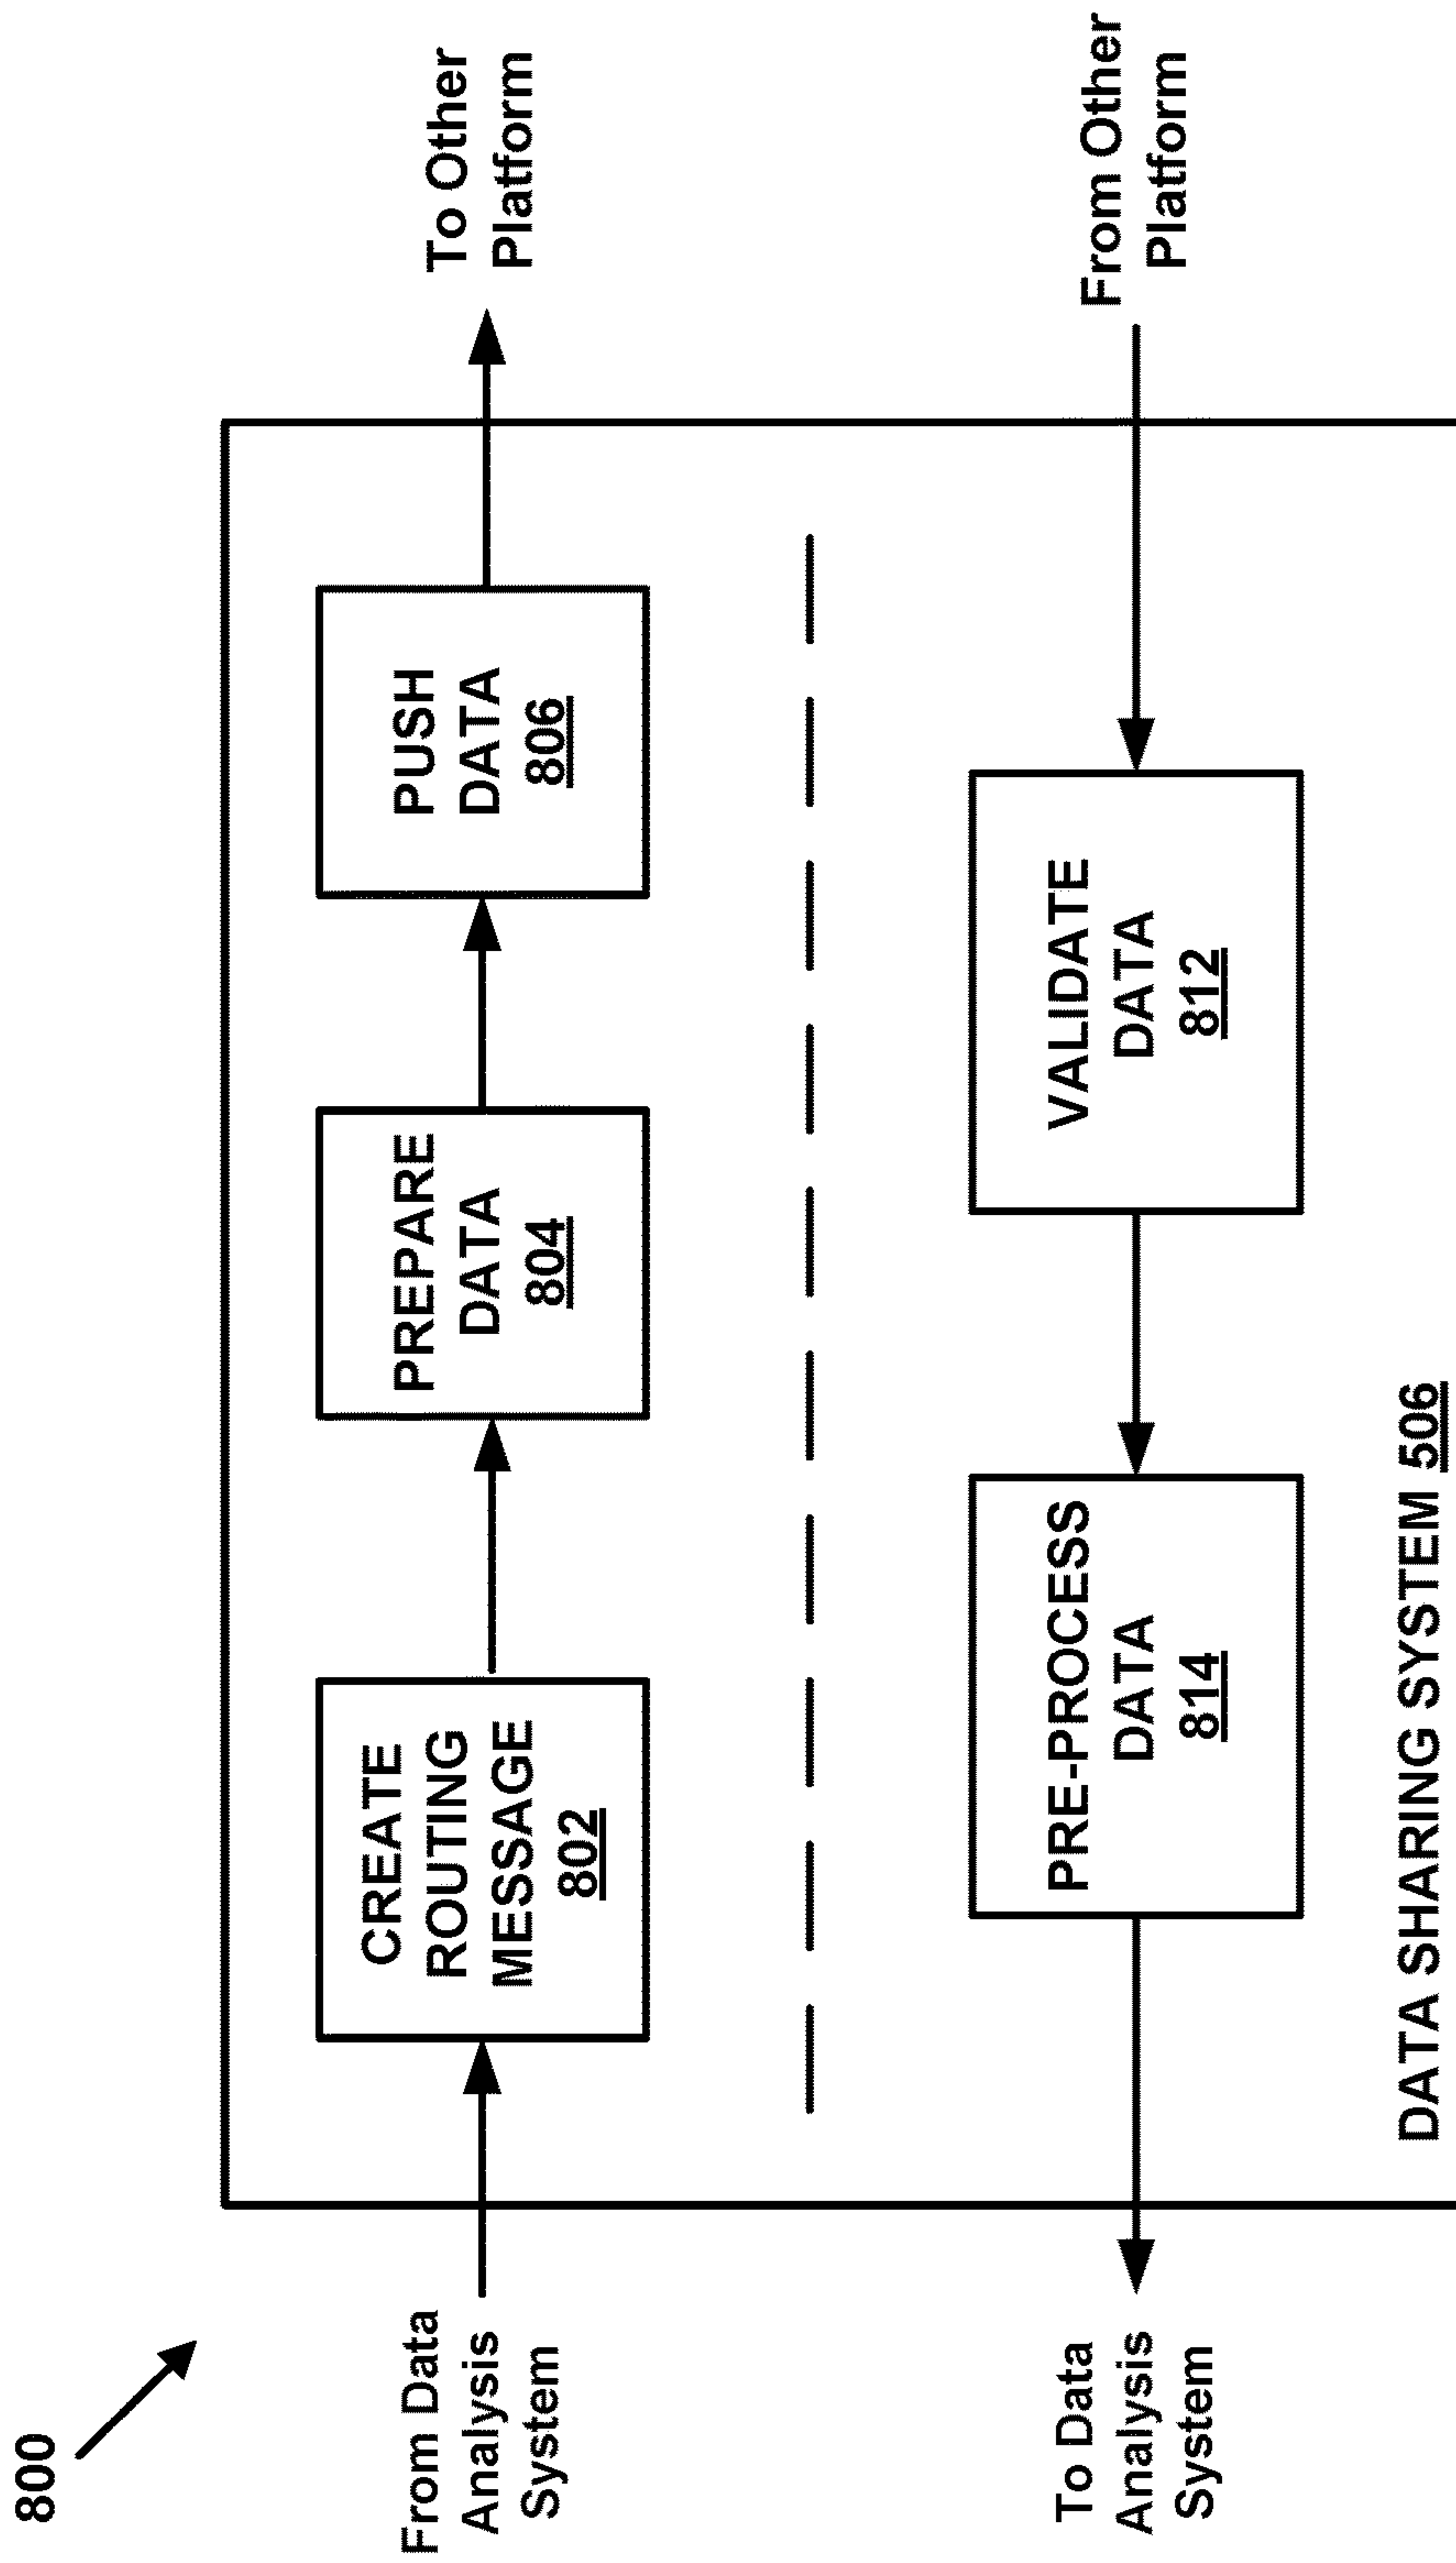 800
From Data
Analysis
System
CREATE
ROUTING
MESSAGE
802
PREPARE
DATA
804
PUSH
DATA
806
To Other
Platform
To Data
Analysis
System
PRE-PROCESS
DATA
814
VALIDATE
DATA
812
From Other
Platform
DATA SHARING SYSTEM 506